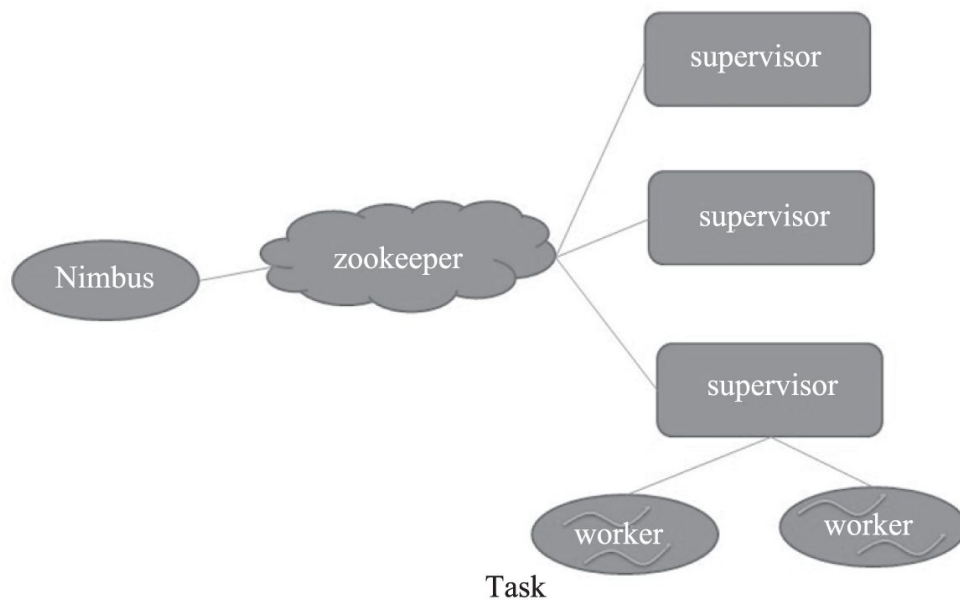 supervisor
supervisor
zookeeper
Nimbus
supervisor
worker
worker
Task